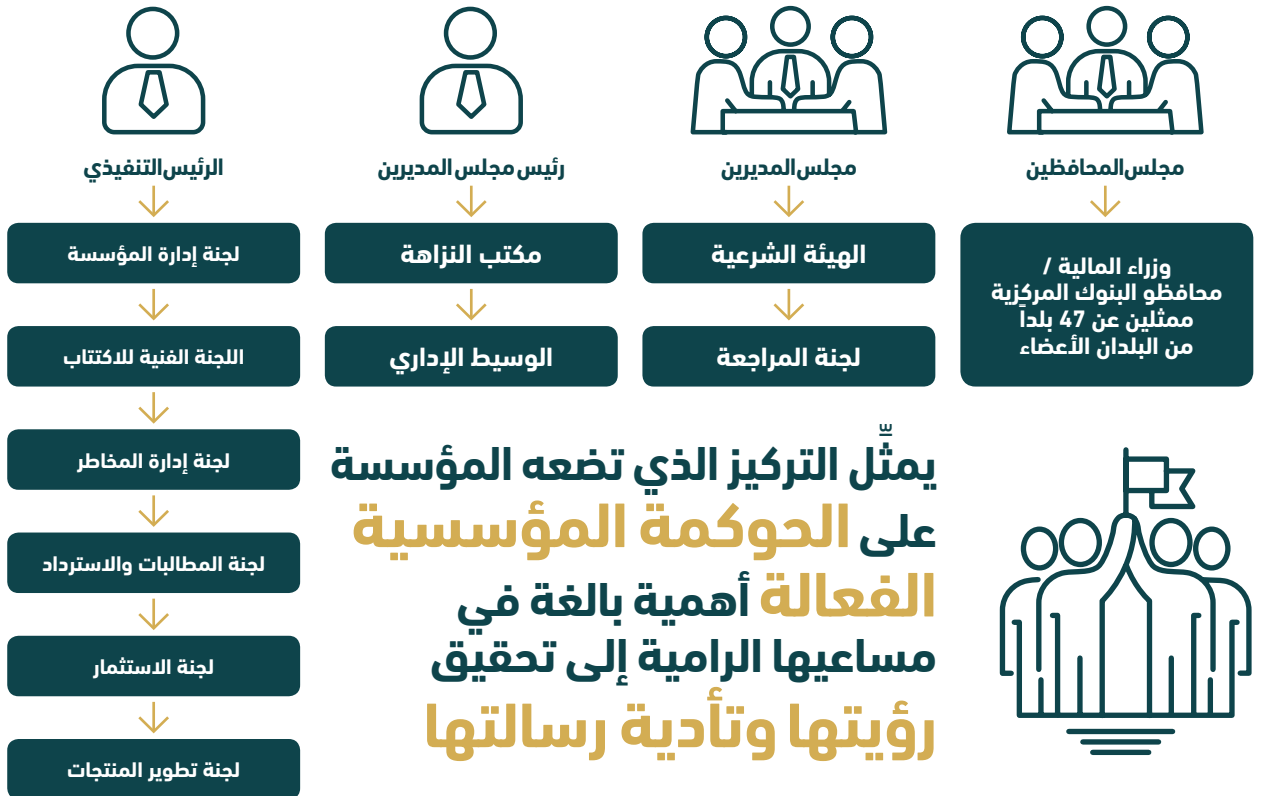 مجلس المحافظين
وزراء المالية /
محافظو البنوك المركزية
ممثلين عن 47 بلداً
من البلدان الأعضاء
مجلس المديرين
الهيئة الشرعية
لجنة المراجعة
رئيس مجلس المديرين
مكتب النزاهة
الوسيط الإداري
الرئيس التنفيذي
لجنة إدارة المؤسسة
اللجنة الفنية للاكتتاب
لجنة إدارة المخاطر
لجنة المطالبات والاسترداد
لجنة الاستثمار
لجنة تطوير المنتجات
يمثِّل التركيز الذي تضعه المؤسسة
على الحوكمة المؤسسية
الفعالة أهمية بالغة في
مساعيها الرامية إلى تحقيق
رؤيتها وتأدية رسالتها